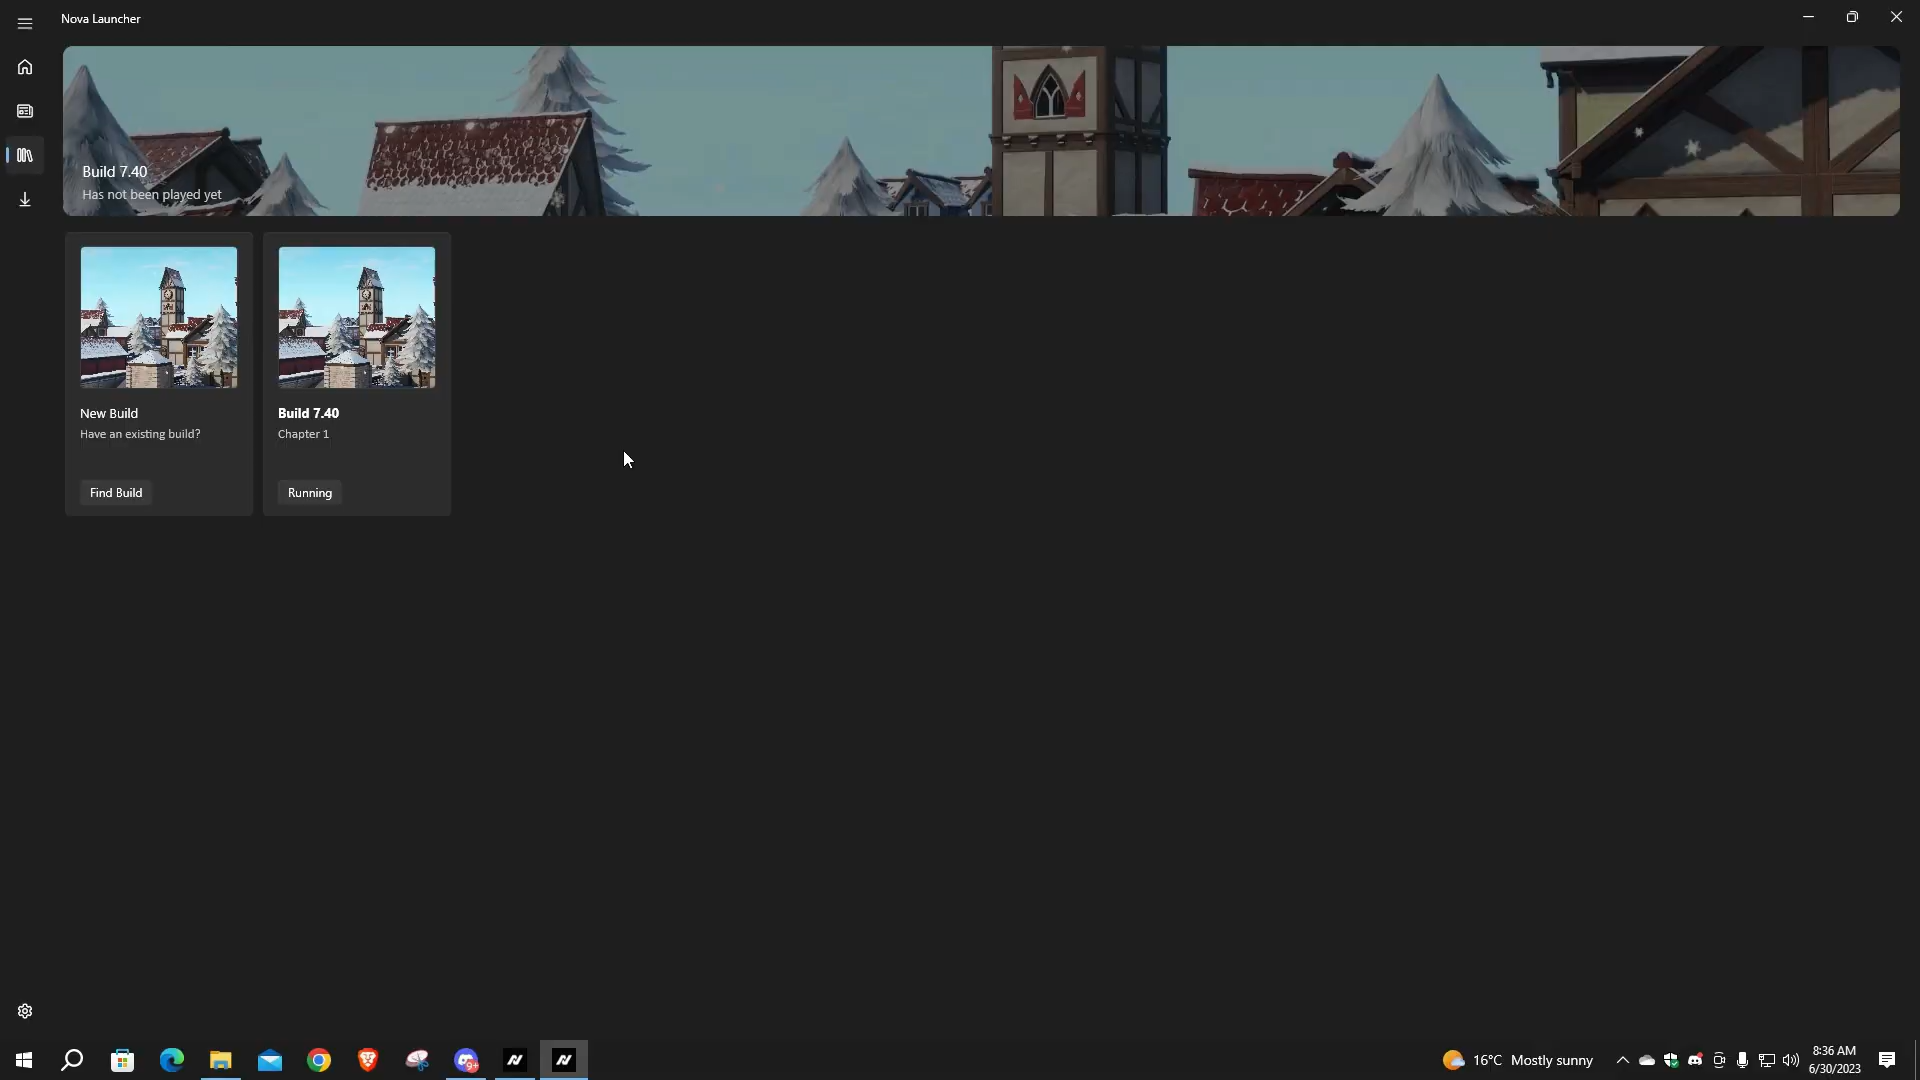 Nova Launcher
Build 7.40
Has not been played yet
New Build
Have an existing build?
Find Build
Build 7.40
Chapter 1
Running
9+
16°C Mostly sunny
8:36 AM
6/30/2023